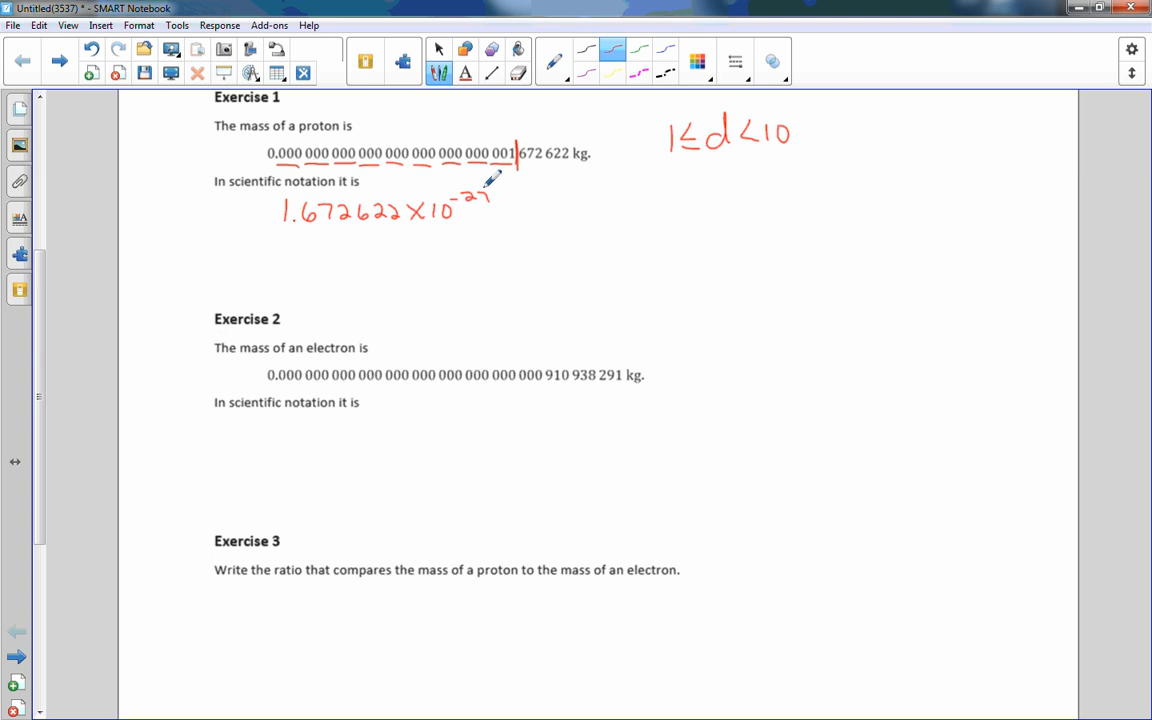 Untitled(3537) * - SMART Notebook
File Edit View Insert Format Tools Response Add-ons Help
Exercise 1
The mass of a proton is
0.000 000 000 000 000 000 000 000 001 672 622 kg.
1 ≤ d < 10
In scientific notation it is
1.672622 × 10⁻²⁷
Exercise 2
The mass of an electron is
0.000 000 000 000 000 000 000 000 000 000 910 938 291 kg.
In scientific notation it is
Exercise 3
Write the ratio that compares the mass of a proton to the mass of an electron.